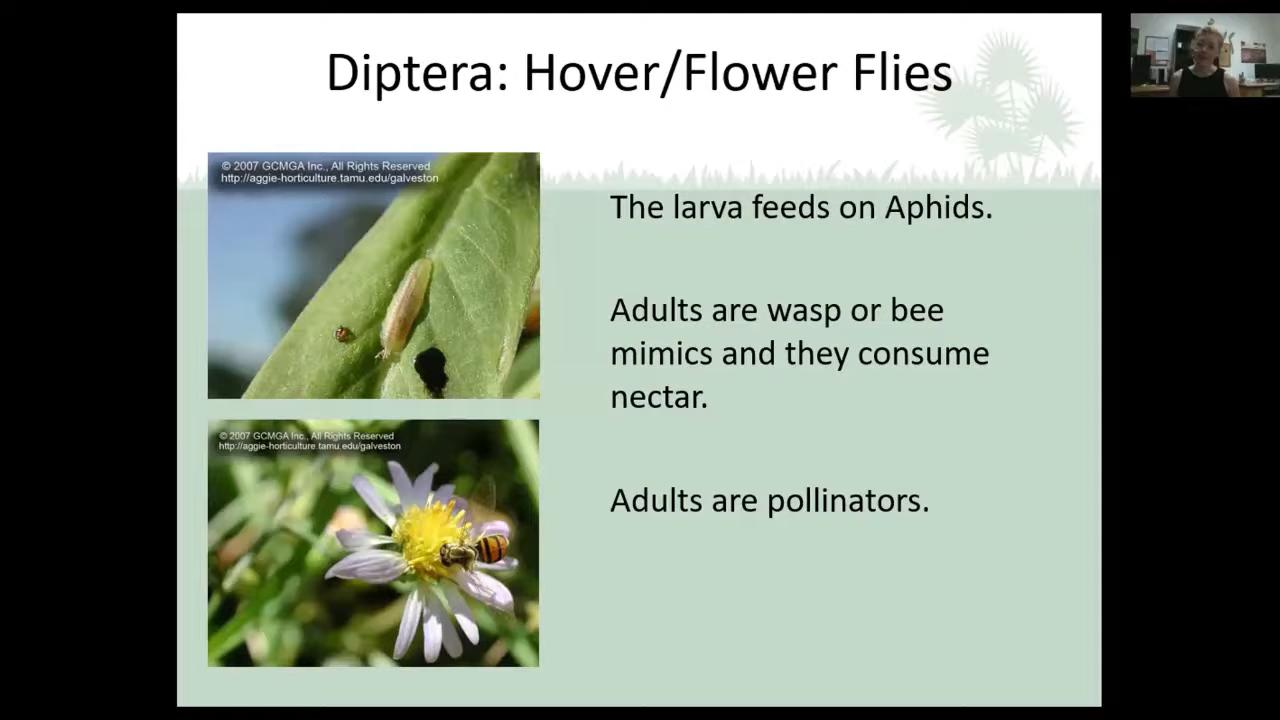 Diptera: Hover/Flower Flies
© 2007 GCMGA Inc., All Rights Reserved
http://aggie-horticulture.tamu.edu/galveston
The larva feeds on Aphids.
Adults are wasp or bee
mimics and they consume
nectar.
© 2007 GCMGA Inc., All Rights Reserved
http://aggie-horticulture.tamu.edu/galveston
Adults are pollinators.